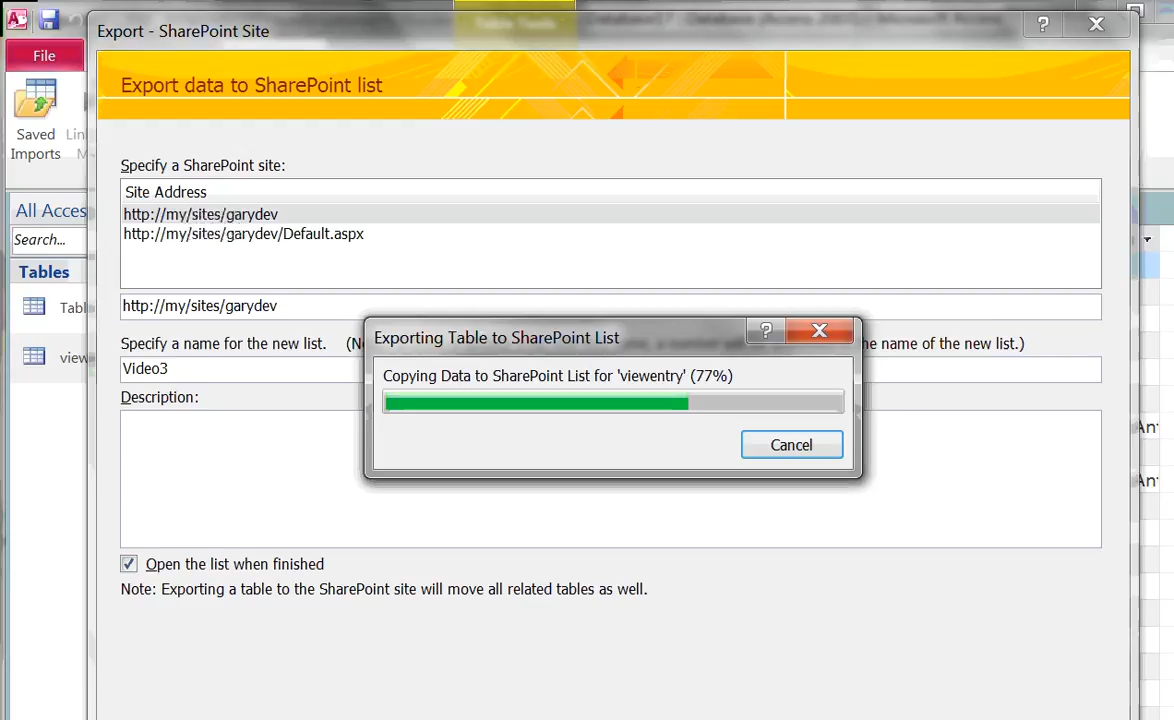 Export - SharePoint Site
File
Export data to SharePoint list
Saved
Imports
Specify a SharePoint site:
Site Address
http://my/sites/garydev
http://my/sites/garydev/Default.aspx
http://my/sites/garydev
All Acces
Search...
Tables
Tabl
view
Specify a name for the new list. (No
the name of the new list.)
Video3
Description:
Exporting Table to SharePoint List
Copying Data to SharePoint List for 'viewentry' (77%)
Cancel
Open the list when finished
Note: Exporting a table to the SharePoint site will move all related tables as well.